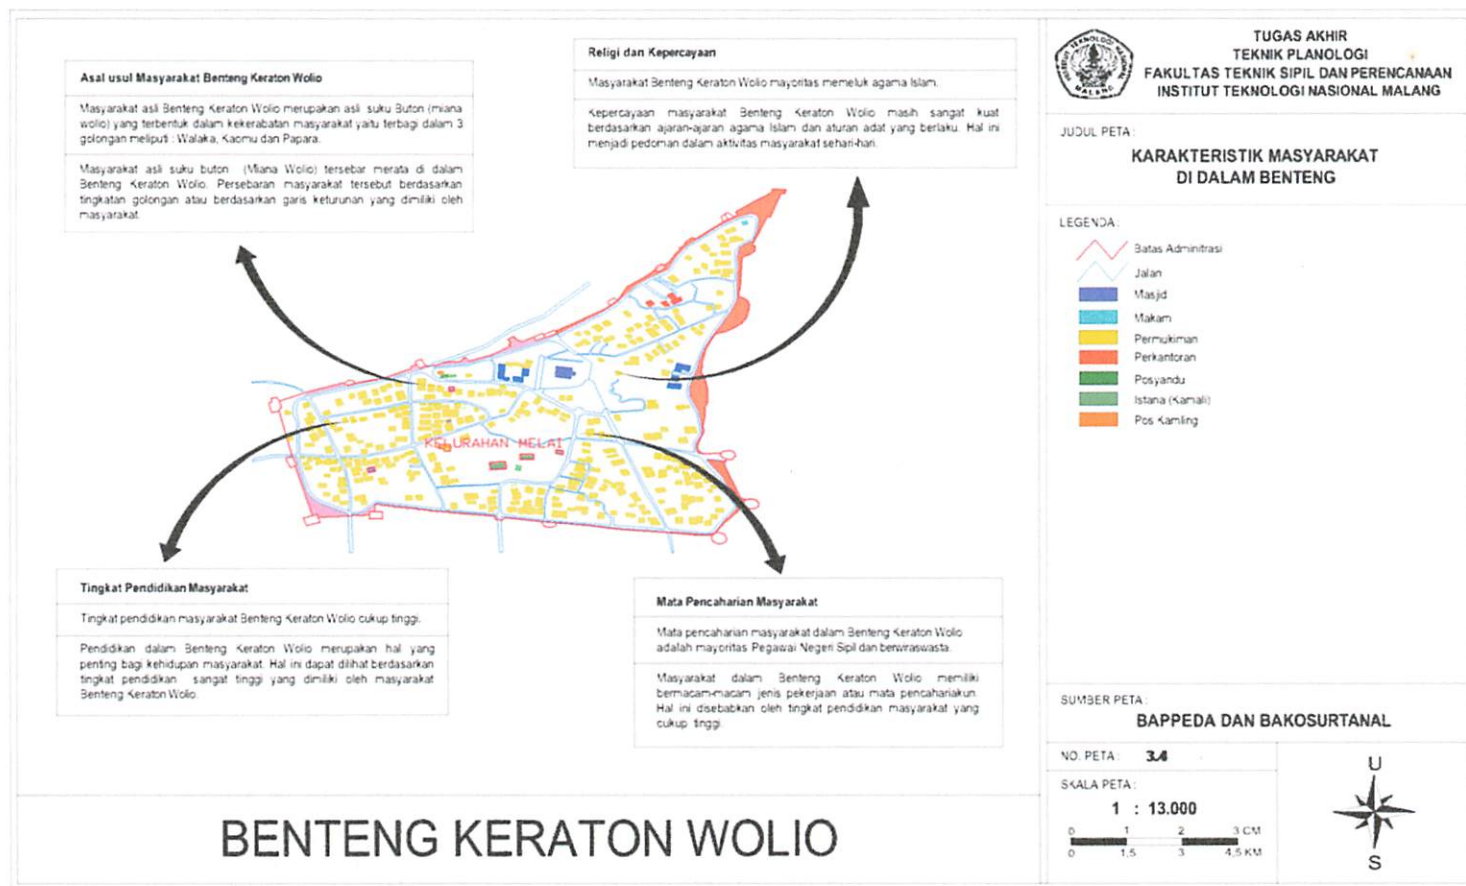 Asal usul Masyarakat Benteng Keraton Wolio
Masyarakat asli Benteng Keraton Wolio merupakan asli suku Buton (miana
wolio) yang terbentuk dalam kekerabatan masyarakat yaitu terbagi dalam 3
golongan meliputi : Walaka, Kaomu dan Papara.
Masyarakat asli suku buton (Miana Wolio) tersebar merata di dalam
Benteng Keraton Wolio. Persebaran masyarakat tersebut berdasarkan
tingkatan golongan atau berdasarkan garis keturunan yang dimiliki oleh
masyarakat.
Religi dan Kepercayaan
Masyarakat Benteng Keraton Wolio mayoritas memeluk agama Islam.
Kepercayaan masyarakat Benteng Keraton Wolio masih sangat kuat
berdasarkan ajaran-ajaran agama Islam dan aturan adat yang berlaku. Hal ini
menjadi pedoman dalam aktivitas masyarakat sehari-hari.
KELURAHAN MELAI
Tingkat Pendidikan Masyarakat
Tingkat pendidikan masyarakat Benteng Keraton Wolio cukup tinggi.
Pendidikan dalam Benteng Keraton Wolio merupakan hal yang
penting bagi kehidupan masyarakat. Hal ini dapat dilihat berdasarkan
tingkat pendidikan sangat tinggi yang dimiliki oleh masyarakat
Benteng Keraton Wolio.
Mata Pencaharian Masyarakat
Mata pencaharian masyarakat dalam Benteng Keraton Wolio
adalah mayoritas Pegawai Negeri Sipil dan berwiraswasta.
Masyarakat dalam Benteng Keraton Wolio memiliki
bermacam-macam jenis pekerjaan atau mata pencahariakun.
Hal ini disebabkan oleh tingkat pendidikan masyarakat yang
cukup tinggi.
BENTENG KERATON WOLIO
INSTITUT TEKNOLOGI NASIONAL
MALANG
TUGAS AKHIR
TEKNIK PLANOLOGI
FAKULTAS TEKNIK SIPIL DAN PERENCANAAN
INSTITUT TEKNOLOGI NASIONAL MALANG
JUDUL PETA :
KARAKTERISTIK MASYARAKAT
DI DALAM BENTENG
LEGENDA :
Batas Adminitrasi
Jalan
Masjid
Makam
Permukiman
Perkantoran
Posyandu
Istana (Kamali)
Pos Kamling
SUMBER PETA :
BAPPEDA DAN BAKOSURTANAL
NO. PETA : 3.4
SKALA PETA :
1 : 13.000
0 1 2 3 CM
0 1,5 3 4,5 KM
U
S